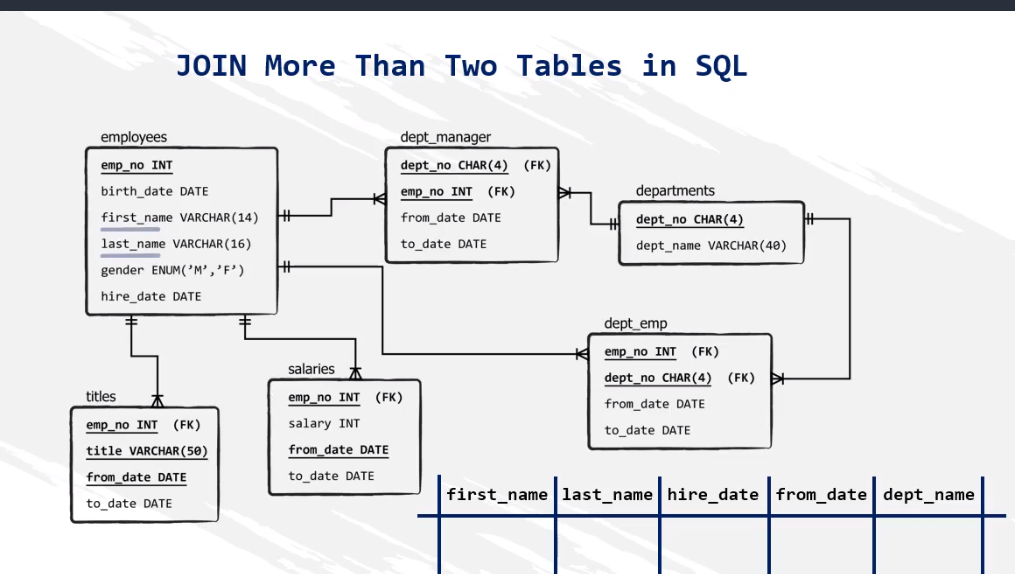 JOIN More Than Two Tables in SQL
employees
emp_no INT
birth_date DATE
first_name VARCHAR(14)
last_name VARCHAR(16)
gender ENUM(’M’,’F’)
hire_date DATE
dept_manager
dept_no CHAR(4) (FK)
emp_no INT (FK)
from_date DATE
to_date DATE
departments
dept_no CHAR(4)
dept_name VARCHAR(40)
dept_emp
emp_no INT (FK)
dept_no CHAR(4) (FK)
from_date DATE
to_date DATE
salaries
emp_no INT (FK)
salary INT
from_date DATE
to_date DATE
titles
emp_no INT (FK)
title VARCHAR(50)
from_date DATE
to_date DATE
first_name last_name hire_date from_date dept_name